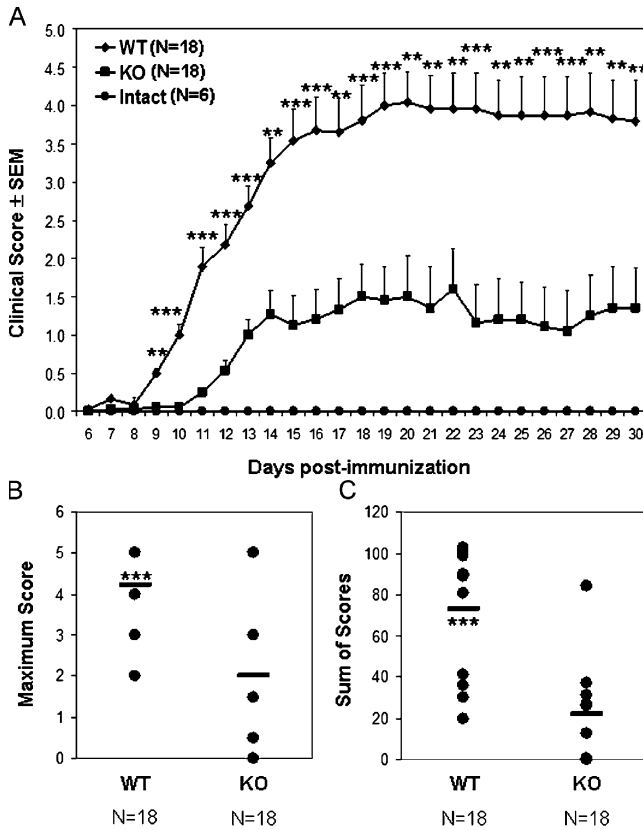 A
5.0
4.5
4.0
3.5
3.0
2.5
2.0
1.5
1.0
0.5
0.0
Clinical Score ± SEM
WT (N=18)
KO (N=18)
Intact (N=6)
** *** *** *** *** ** *** *** ** *** *** ** ** ** *** ** ** *** *** ** ** **
6 7 8 9 10 11 12 13 14 15 16 17 18 19 20 21 22 23 24 25 26 27 28 29 30
Days post-immunization
B
6
5
4
3
2
1
0
Maximum Score
***
WT KO
N=18 N=18
C
120
100
80
60
40
20
0
Sum of Scores
***
WT KO
N=18 N=18